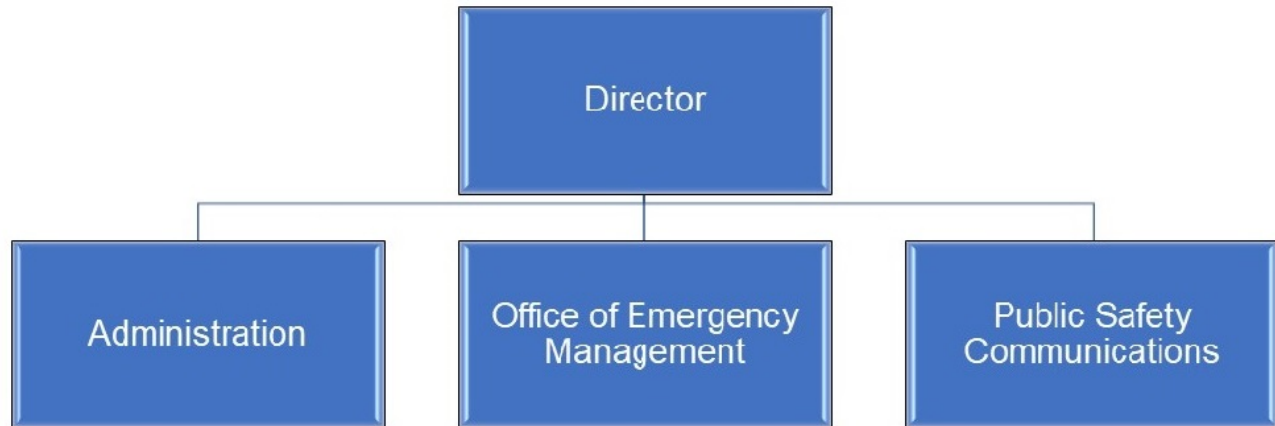 Director
Administration
Office of Emergency
Management
Public Safety
Communications